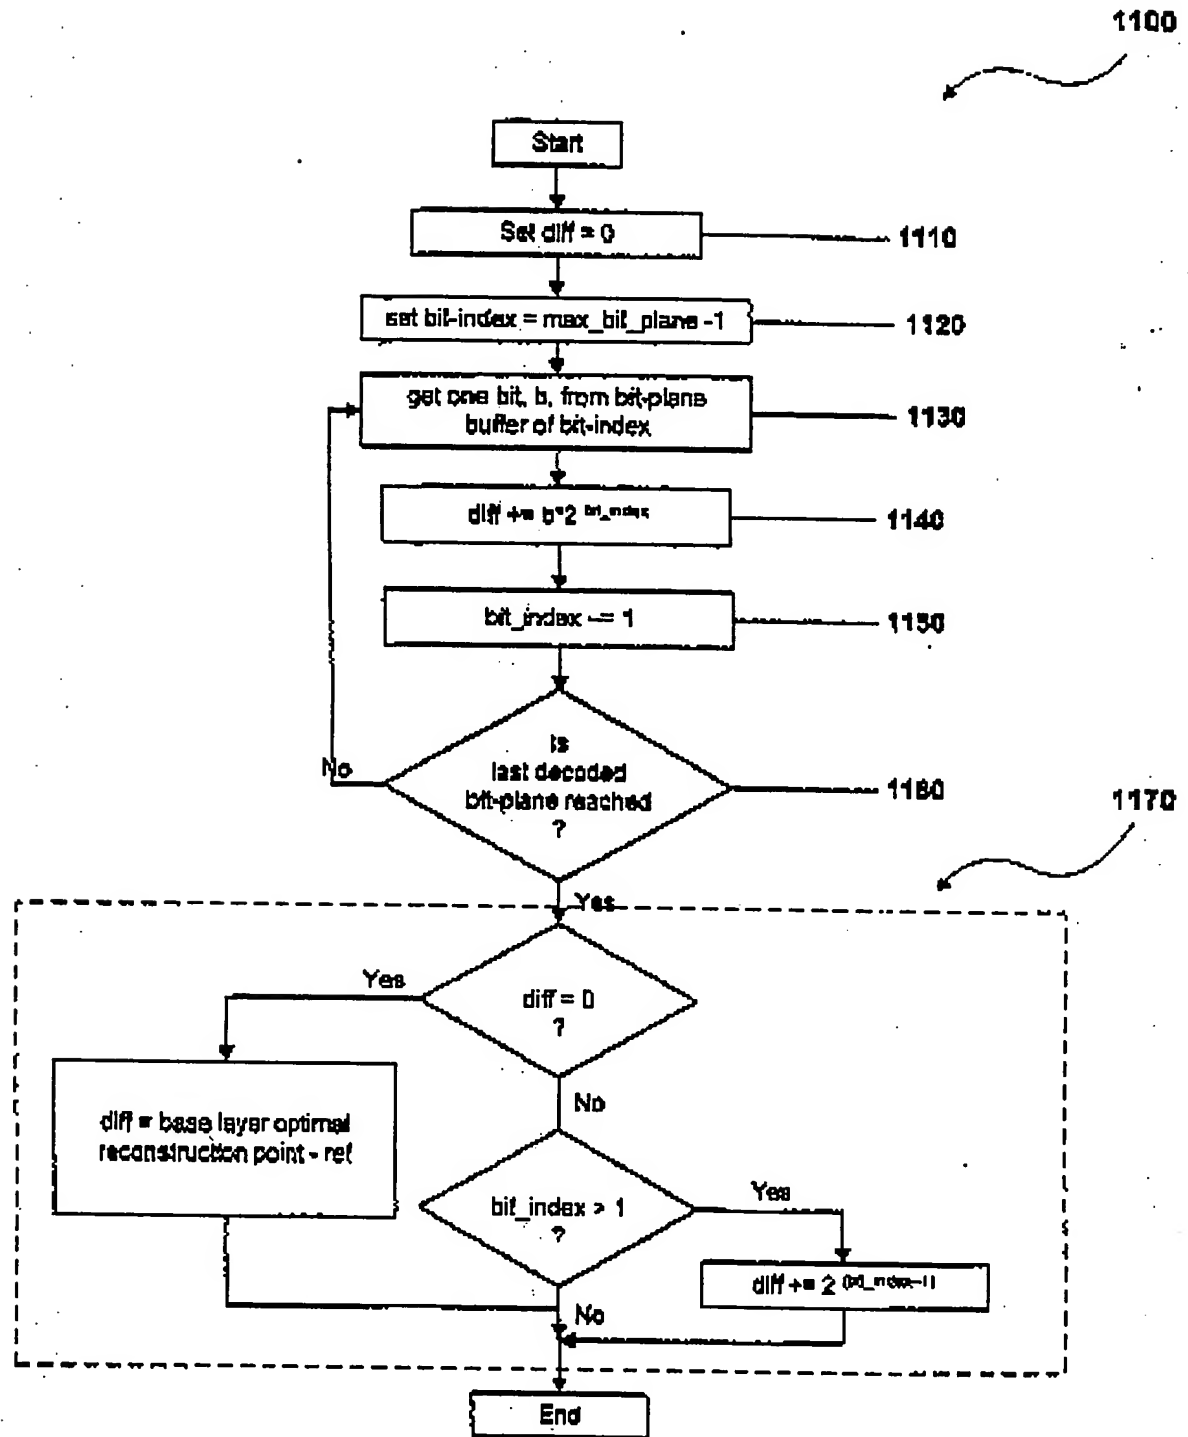 1100
Start
Set diff = 0
1110
set bit-index = max_bit_plane -1
1120
get one bit, b, from bit-plane
buffer of bit-index
1130
diff += b*2 bit_index
1140
bit_index -= 1
1150
Is
last decoded
bit-plane reached
?
No
1160
1170
Yes
diff = 0
?
Yes
No
diff = base layer optimal
reconstruction point - ref
bit_index > 1
?
Yes
diff += 2 (bit_index-1)
No
End